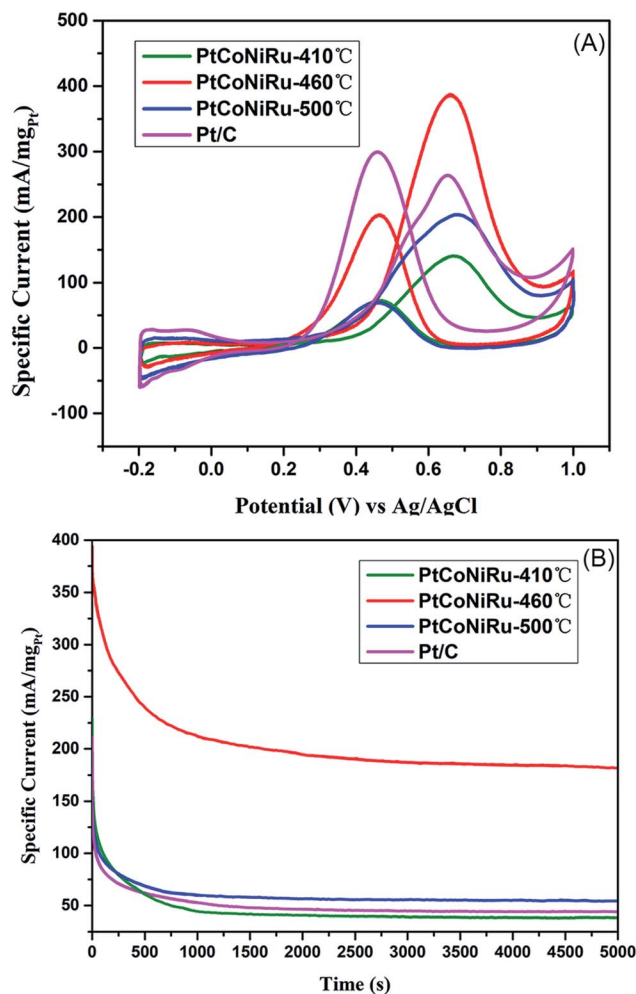 (A)
PtCoNiRu-410℃
PtCoNiRu-460℃
PtCoNiRu-500℃
Pt/C
Specific Current (mA/mgPt)
500
400
300
200
100
0
-100
-0.2 0.0 0.2 0.4 0.6 0.8 1.0
Potential (V) vs Ag/AgCl
(B)
PtCoNiRu-410℃
PtCoNiRu-460℃
PtCoNiRu-500℃
Pt/C
Specific Current (mA/mgPt)
400
350
300
250
200
150
100
50
0 500 1000 1500 2000 2500 3000 3500 4000 4500 5000
Time (s)